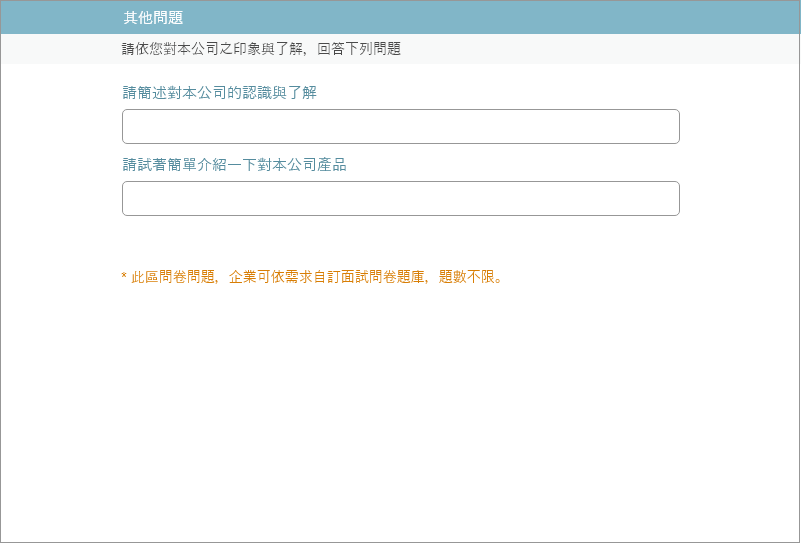 其他問題
請依您對本公司之印象與了解，回答下列問題
請簡述對本公司的認識與了解
請試著簡單介紹一下對本公司產品
* 此區問卷問題，企業可依需求自訂面試問卷題庫，題數不限。